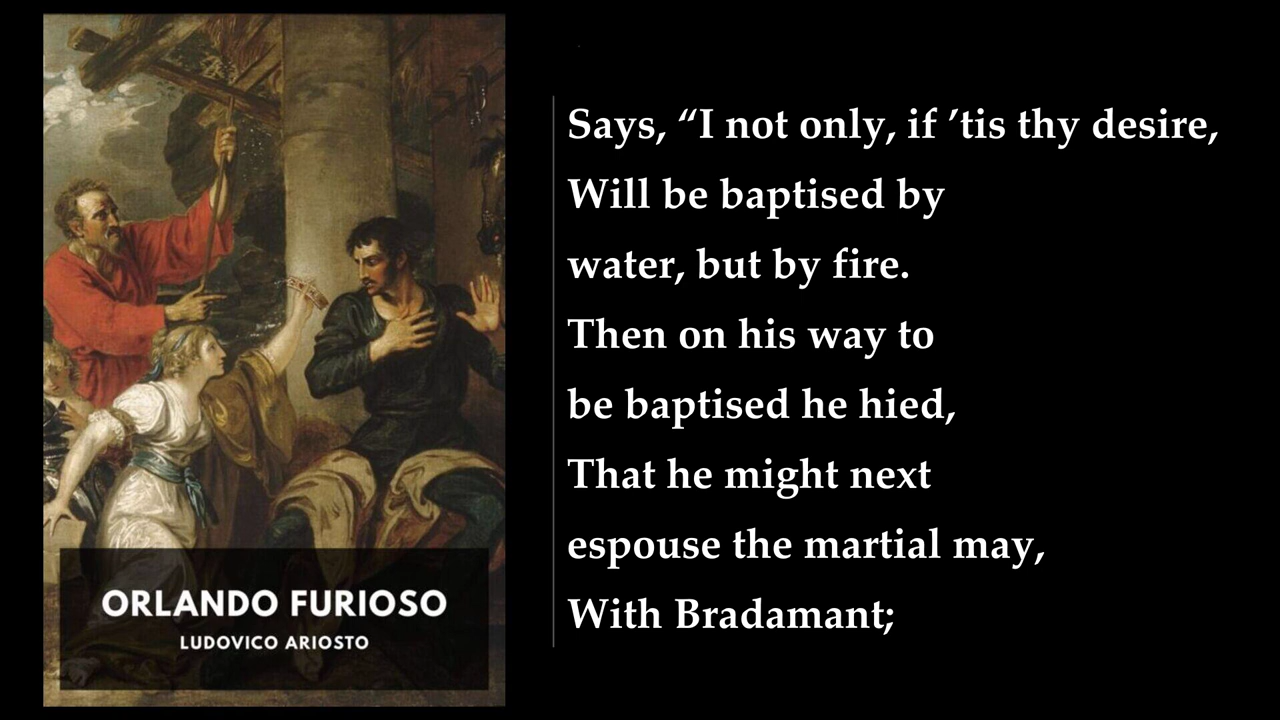 ORLANDO FURIOSO
LUDOVICO ARIOSTO
Says, “I not only, if ’tis thy desire,
Will be baptised by
water, but by fire.
Then on his way to
be baptised he hied,
That he might next
espouse the martial may,
With Bradamant;